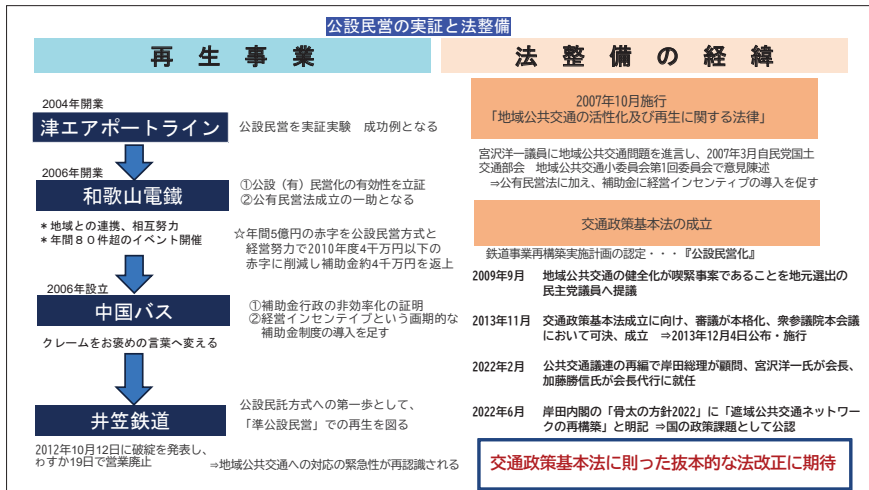 公設民営の実証と法整備
再生事業
2004年開業
津エアポートライン
公設民営を実証実験 成功例となる
2006年開業
和歌山電鐵
①公設（有）民営化の有効性を立証
②公有民営法成立の一助となる
＊地域との連携、相互努力
＊年間８０件超のイベント開催
☆年間5億円の赤字を公設民営方式と
経営努力で2010年度4千万円以下の
赤字に削減し補助金約4千万円を返上
2006年設立
中国バス
①補助金行政の非効率化の証明
②経営インセンテイブという画期的な
補助金制度の導入を足す
クレームをお褒めの言葉へ変える
井笠鉄道
公設民託方式への第一歩として、
「準公設民営」での再生を図る
2012年10月12日に破綻を発表し、
わずか19日で営業廃止
⇒地域公共交通への対応の緊急性が再認識される
法整備の経緯
2007年10月施行
「地域公共交通の活性化及び再生に関する法律」
宮沢洋一議員に地域公共交通問題を進言し、2007年3月自民党国土
交通部会 地域公共交通小委員会第1回委員会で意見陳述
⇒公有民営法に加え、補助金に経営インセンティブの導入を促す
交通政策基本法の成立
鉄道事業再構築実施計画の認定・・・『公設民営化』
2009年9月 地域公共交通の健全化が喫緊事案であることを地元選出の
民主党議員へ提議
2013年11月 交通政策基本法成立に向け、審議が本格化、衆参議院本会議
において可決、成立 ⇒2013年12月4日公布・施行
2022年2月 公共交通議連の再編で岸田総理が顧問、宮沢洋一氏が会長、
加藤勝信氏が会長代行に就任
2022年6月 岸田内閣の「骨太の方針2022」に「遮域公共交通ネットワー
クの再構築」と明記 ⇒国の政策課題として公認
交通政策基本法に則った抜本的な法改正に期待